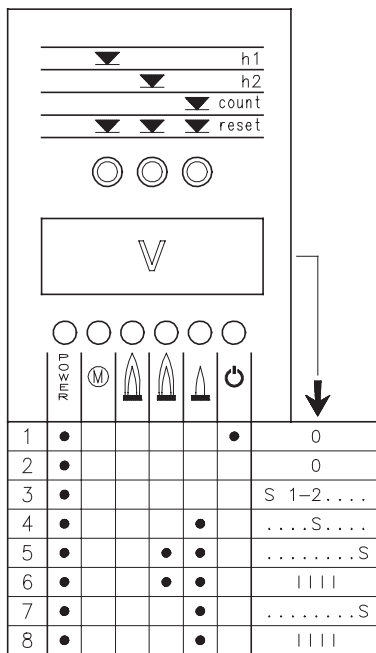 h1
h2
count
reset
V
POWER M
1 0
2 0
3 S 1-2....
4 ....S....
5 ........S
6 IIII
7 ........S
8 IIII